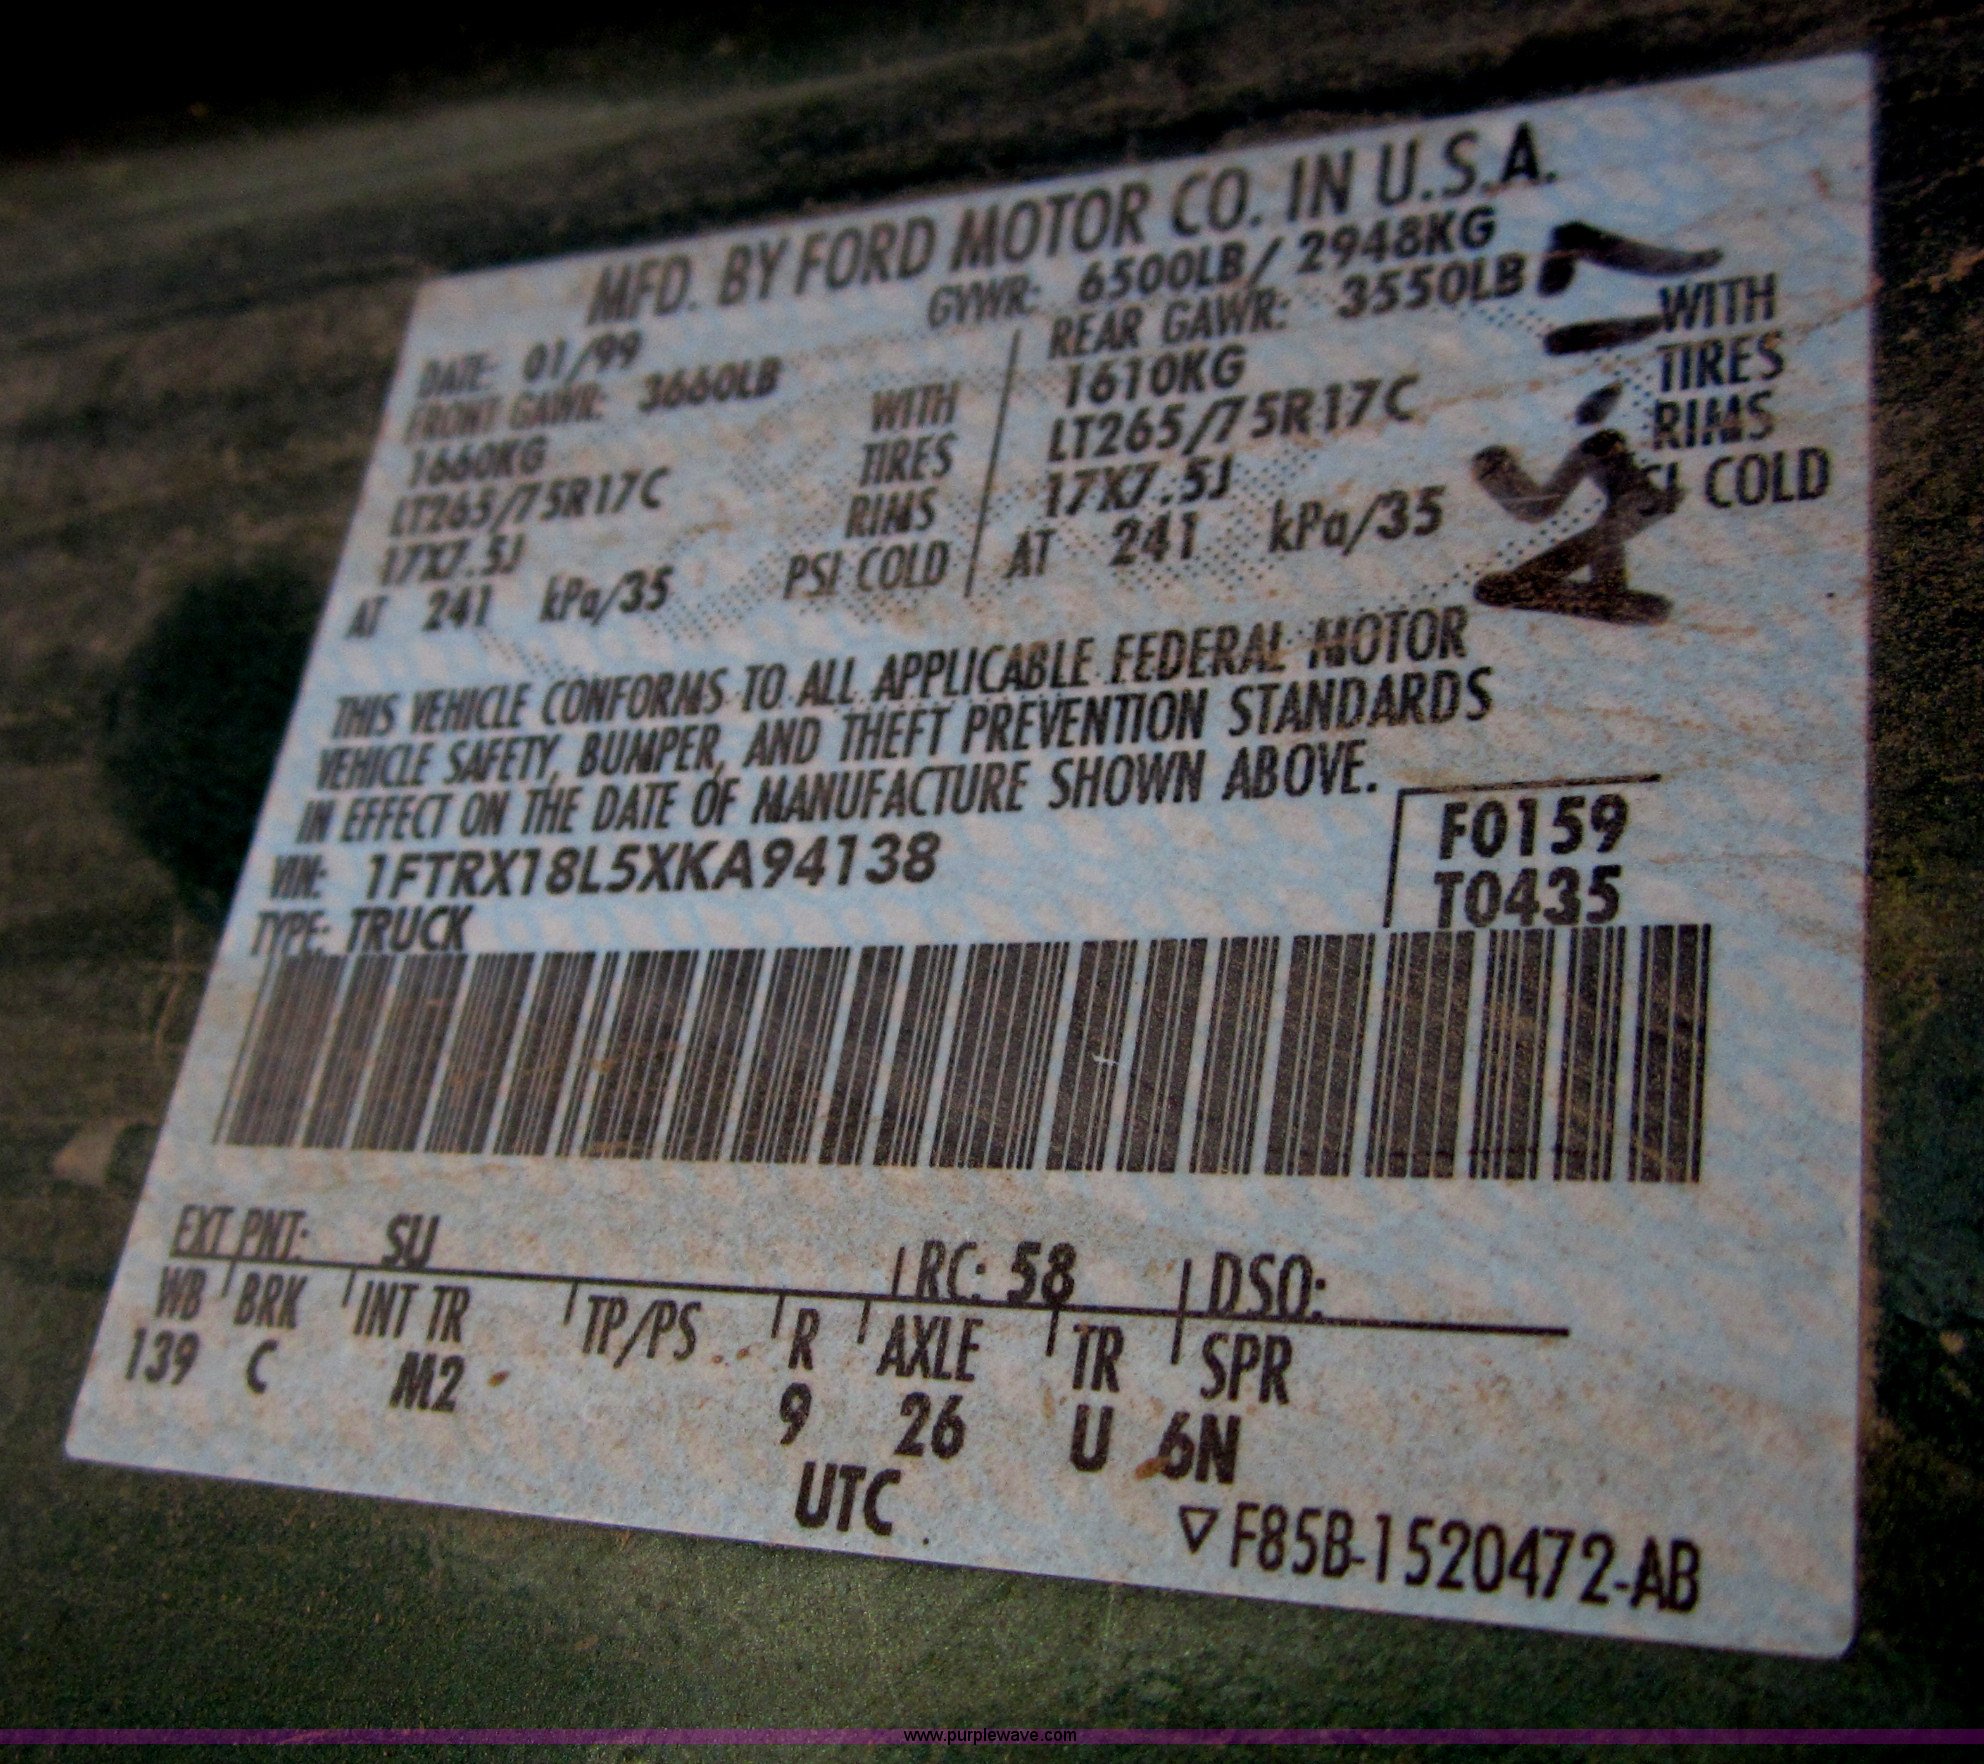 MFD. BY FORD MOTOR CO. IN U.S.A.
DATE: 01/99 GVWR: 6500LB/ 2948KG
FRONT GAWR: 3660LB REAR GAWR: 3550LB
1660KG WITH 1610KG WITH
LT265/75R17C TIRES LT265/75R17C TIRES
17X7.5J RIMS 17X7.5J RIMS
AT 241 kPa/35 PSI COLD AT 241 kPa/35 COLD
THIS VEHICLE CONFORMS TO ALL APPLICABLE FEDERAL MOTOR
VEHICLE SAFETY, BUMPER, AND THEFT PREVENTION STANDARDS
IN EFFECT ON THE DATE OF MANUFACTURE SHOWN ABOVE.
VIN: 1FTRX18L5XKA94138
F0159
TYPE: TRUCK
T0435
EXT PNT: SU RC: 58 DSO:
WB BRK INT TR TP/PS R AXLE TR SPR
139 C M2 9 26 U 6N
UTC
▽ F85B-1520472-AB
www.purplewave.com